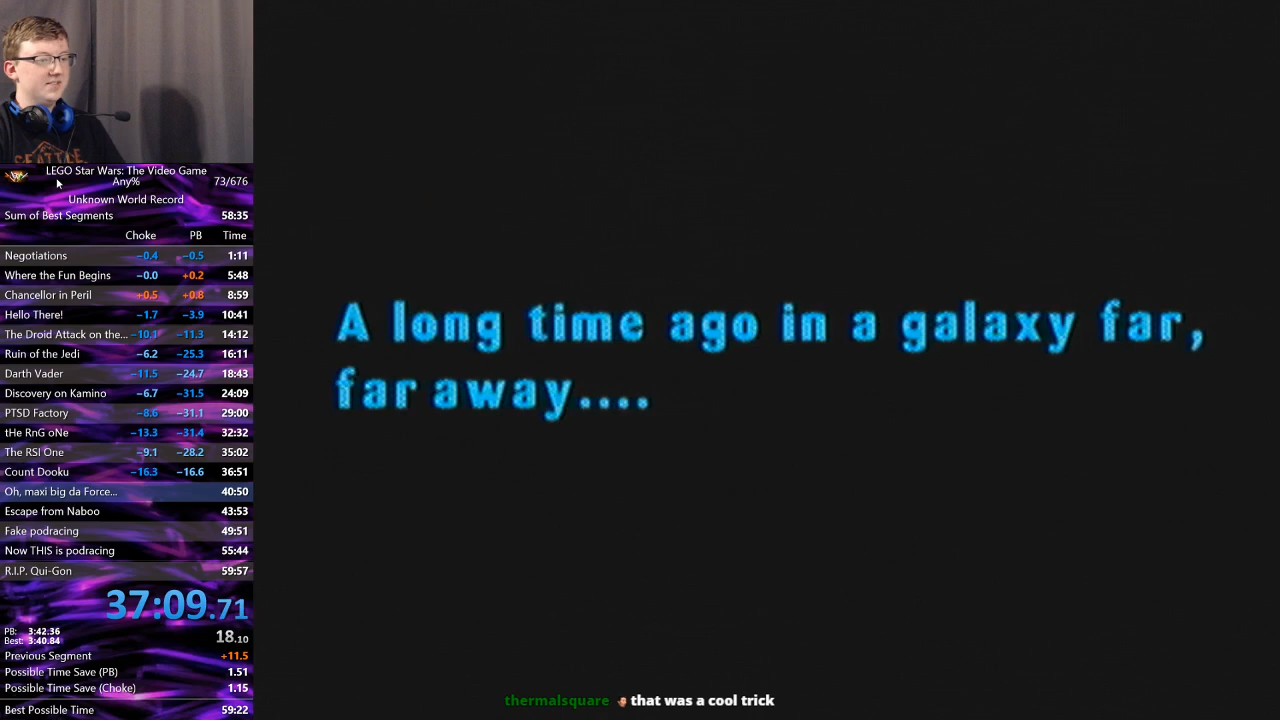 SEATTLE
LEGO Star Wars: The Video Game
Any% 73/676
Unknown World Record
Sum of Best Segments 58:35
Choke PB Time
Negotiations −0.4 −0.5 1:11
Where the Fun Begins −0.0 +0.2 5:48
Chancellor in Peril +0.5 +0.8 8:59
Hello There! −1.7 −3.9 10:41
The Droid Attack on the... −10.1 −11.3 14:12
Ruin of the Jedi −6.2 −25.3 16:11
Darth Vader −11.5 −24.7 18:43
Discovery on Kamino −6.7 −31.5 24:09
PTSD Factory −8.6 −31.1 29:00
tHe RnG oNe −13.3 −31.4 32:32
The RSI One −9.1 −28.2 35:02
Count Dooku −16.3 −16.6 36:51
Oh, maxi big da Force... 40:50
Escape from Naboo 43:53
Fake podracing 49:51
Now THIS is podracing 55:44
R.I.P. Qui-Gon 59:57
37:09.71
PB: 3:42.36
Best: 3:40.84
18.10
Previous Segment +11.5
Possible Time Save (PB) 1.51
Possible Time Save (Choke) 1.15
Best Possible Time 59:22
A long time ago in a galaxy far,
far away....
thermalsquare that was a cool trick